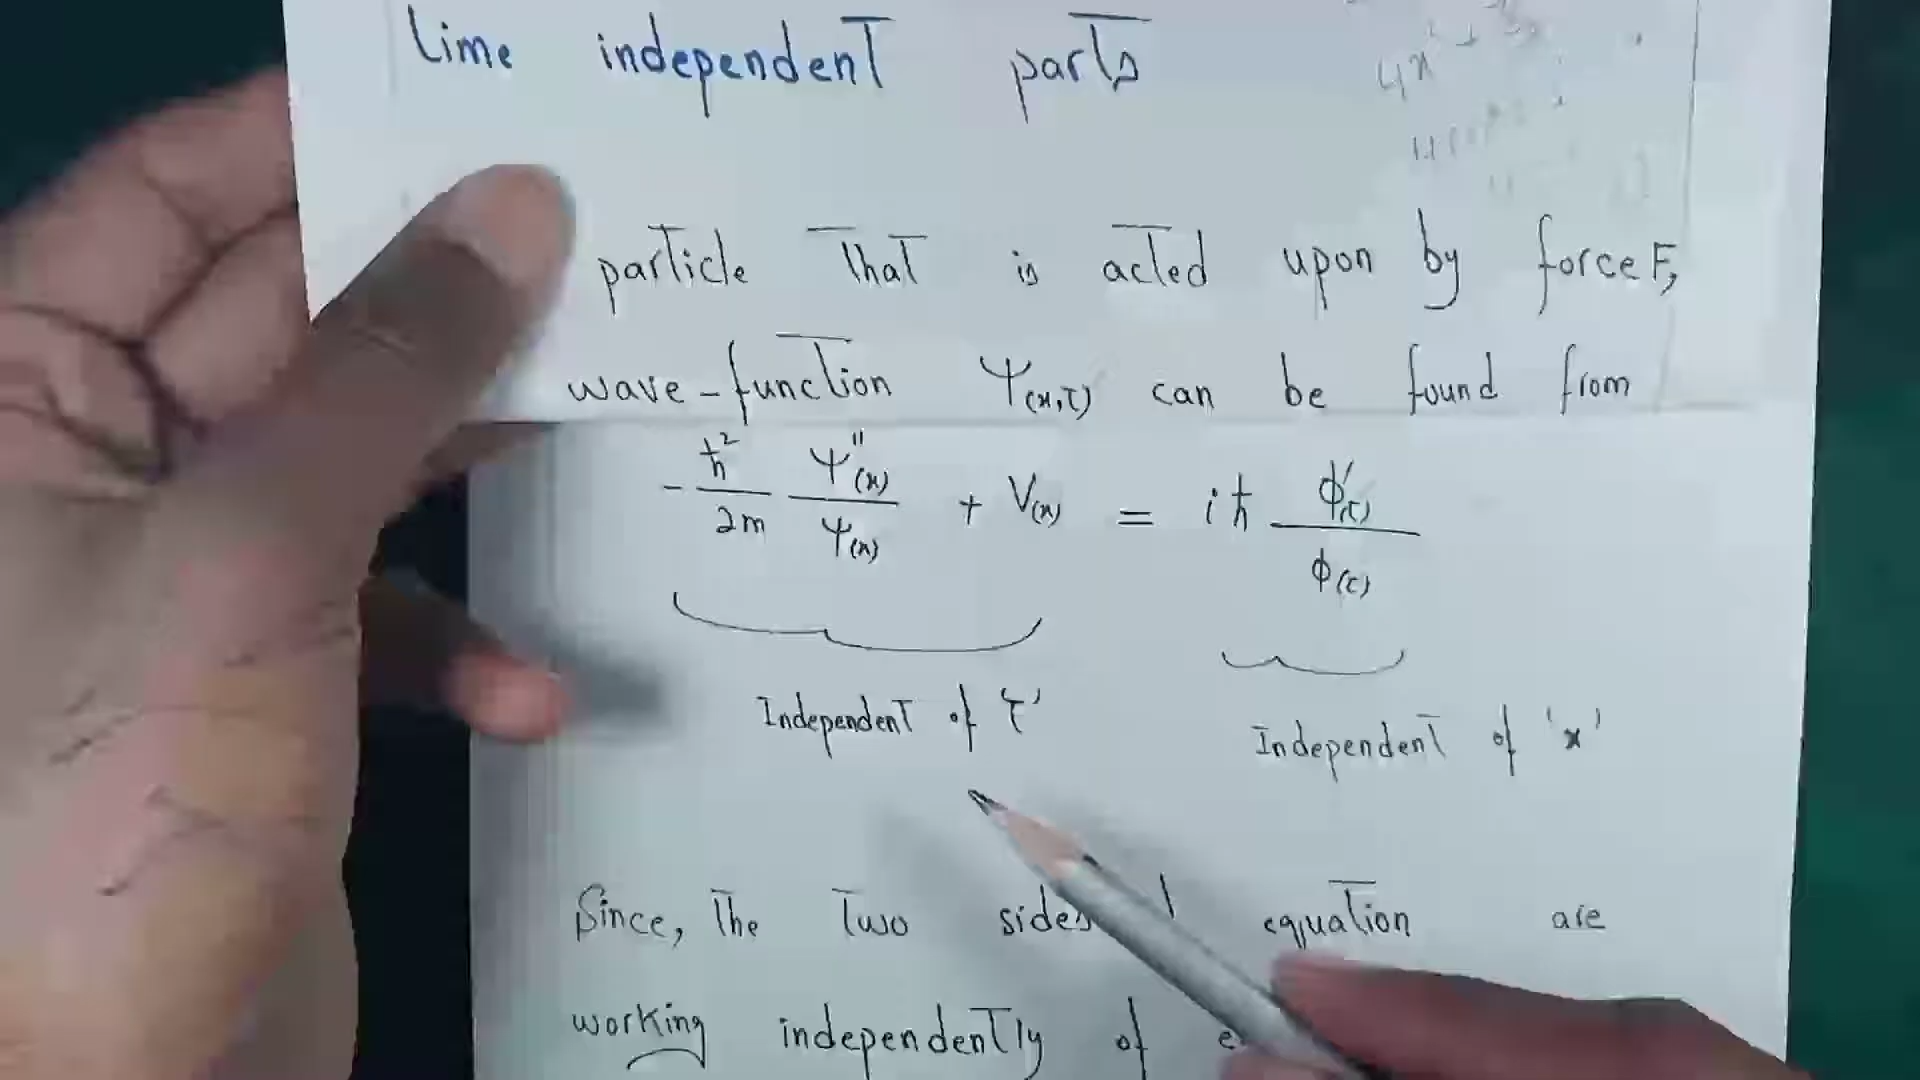 Time independent parts
particle that is acted upon by force F,
wave-function Ψ(x,t) can be found from
- ħ²/2m Ψ''(x)/Ψ(x) + V(x) = iħ Φ'(t)/Φ(t)
Independent of 't'
Independent of 'x'
Since, The Two sides equation are
working independently of